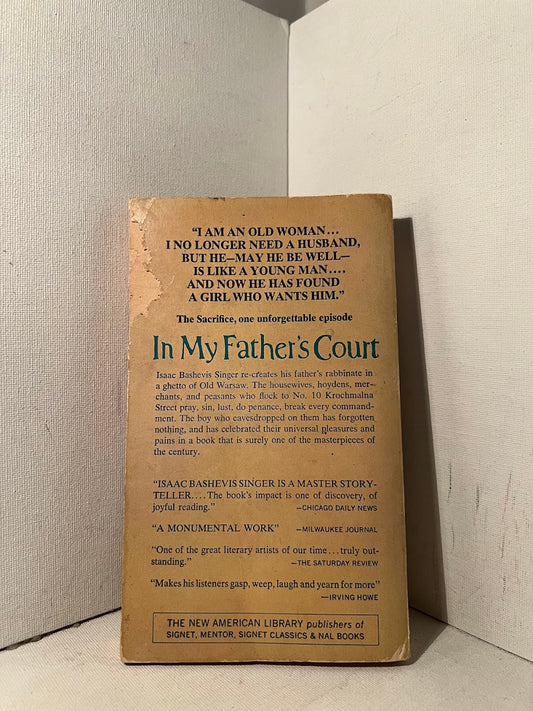 "I AM AN OLD WOMAN...
I NO LONGER NEED A HUSBAND,
BUT HE—MAY HE BE WELL—
IS LIKE A YOUNG MAN....
AND NOW HE HAS FOUND
A GIRL WHO WANTS HIM."
The Sacrifice, one unforgettable episode
In My Father's Court
Isaac Bashevis Singer re-creates his father's rabbinate in
a ghetto of Old Warsaw. The housewives, hoydens, mer-
chants, and peasants who flock to No. 10 Krochmalna
Street pray, sin, lust, do penance, break every command-
ment. The boy who eavesdropped on them has forgotten
nothing, and has celebrated their universal pleasures and
pains in a book that is surely one of the masterpieces of
the century.
"ISAAC BASHEVIS SINGER IS A MASTER STORY-
TELLER.... The book's impact is one of discovery, of
joyful reading." —CHICAGO DAILY NEWS
"A MONUMENTAL WORK" —MILWAUKEE JOURNAL
"One of the great literary artists of our time... truly out-
standing." —THE SATURDAY REVIEW
"Makes his listeners gasp, weep, laugh and yearn for more"
—IRVING HOWE
THE NEW AMERICAN LIBRARY publishers of
SIGNET, MENTOR, SIGNET CLASSICS & NAL BOOKS